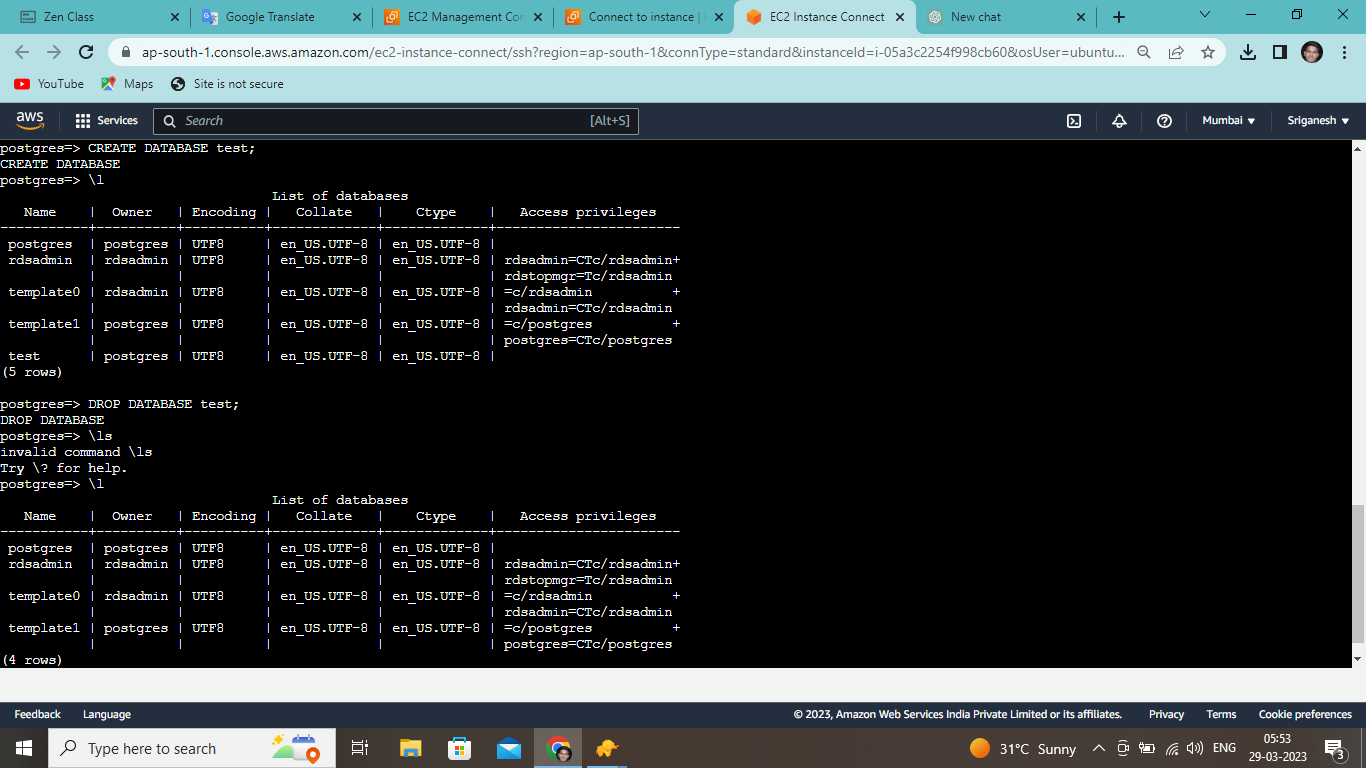 Zen Class
Google Translate
EC2 Management Con
Connect to instance |
EC2 Instance Connect
New chat
ap-south-1.console.aws.amazon.com/ec2-instance-connect/ssh?region=ap-south-1&connType=standard&instanceId=i-05a3c2254f998cb60&osUser=ubuntu...
YouTube
Maps
Site is not secure
aws
Services
Search
[Alt+S]
Mumbai
Sriganesh
postgres=> CREATE DATABASE test;
CREATE DATABASE
postgres=> \l
                                  List of databases
   Name    |  Owner   | Encoding |   Collate   |    Ctype    |   Access privileges
-----------+----------+----------+-------------+-------------+-----------------------
 postgres  | postgres | UTF8     | en_US.UTF-8 | en_US.UTF-8 |
 rdsadmin  | rdsadmin | UTF8     | en_US.UTF-8 | en_US.UTF-8 | rdsadmin=CTc/rdsadmin+
           |          |          |             |             | rdstopmgr=Tc/rdsadmin
 template0 | rdsadmin | UTF8     | en_US.UTF-8 | en_US.UTF-8 | =c/rdsadmin          +
           |          |          |             |             | rdsadmin=CTc/rdsadmin
 template1 | postgres | UTF8     | en_US.UTF-8 | en_US.UTF-8 | =c/postgres          +
           |          |          |             |             | postgres=CTc/postgres
 test      | postgres | UTF8     | en_US.UTF-8 | en_US.UTF-8 |
(5 rows)
postgres=> DROP DATABASE test;
DROP DATABASE
postgres=> \ls
invalid command \ls
Try \? for help.
postgres=> \l
                                  List of databases
   Name    |  Owner   | Encoding |   Collate   |    Ctype    |   Access privileges
-----------+----------+----------+-------------+-------------+-----------------------
 postgres  | postgres | UTF8     | en_US.UTF-8 | en_US.UTF-8 |
 rdsadmin  | rdsadmin | UTF8     | en_US.UTF-8 | en_US.UTF-8 | rdsadmin=CTc/rdsadmin+
           |          |          |             |             | rdstopmgr=Tc/rdsadmin
 template0 | rdsadmin | UTF8     | en_US.UTF-8 | en_US.UTF-8 | =c/rdsadmin          +
           |          |          |             |             | rdsadmin=CTc/rdsadmin
 template1 | postgres | UTF8     | en_US.UTF-8 | en_US.UTF-8 | =c/postgres          +
           |          |          |             |             | postgres=CTc/postgres
(4 rows)
Feedback
Language
© 2023, Amazon Web Services India Private Limited or its affiliates.
Privacy
Terms
Cookie preferences
Type here to search
31°C Sunny
ENG
05:53
29-03-2023
3